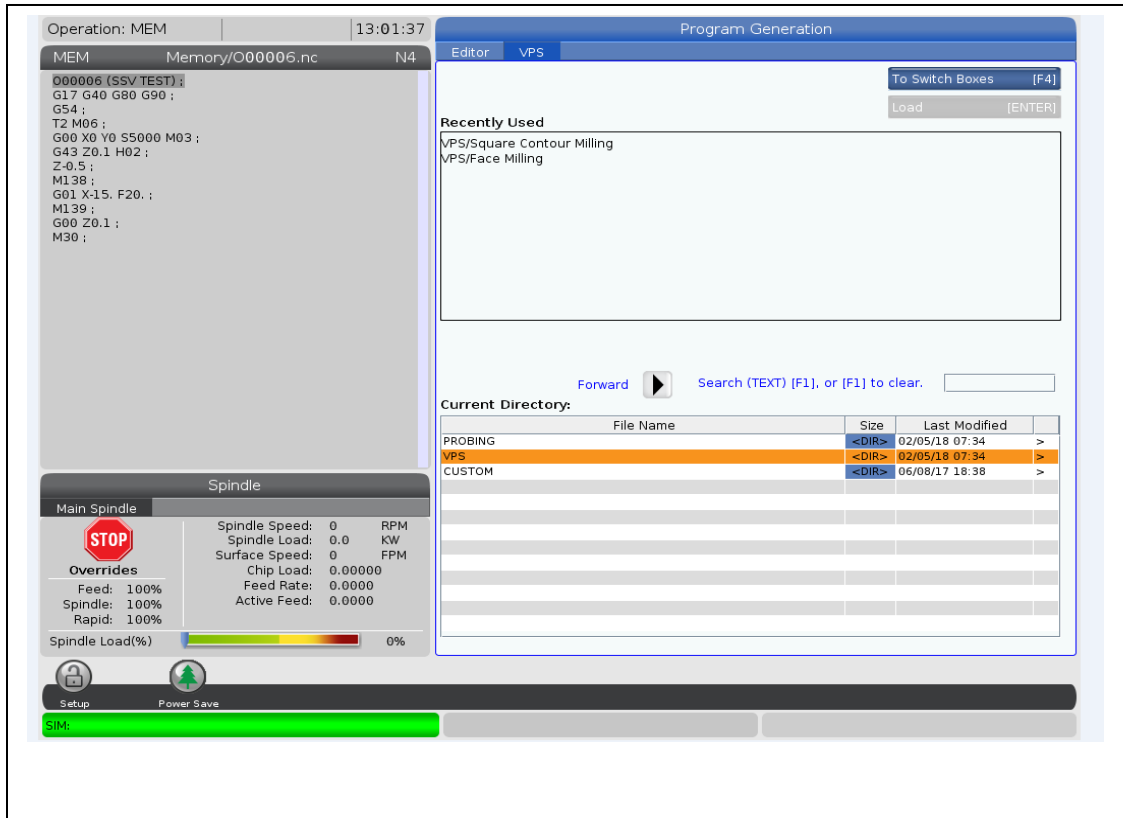 Operation: MEM
13:01:37
MEM Memory/O00006.nc N4
O00006 (SSV TEST) ;
G17 G40 G80 G90 ;
G54 ;
T2 M06 ;
G00 X0 Y0 S5000 M03 ;
G43 Z0.1 H02 ;
Z-0.5 ;
M138 ;
G01 X-15. F20. ;
M139 ;
G00 Z0.1 ;
M30 ;
Spindle
Main Spindle
STOP
Overrides
Feed: 100%
Spindle: 100%
Rapid: 100%
Spindle Speed: 0 RPM
Spindle Load: 0.0 KW
Surface Speed: 0 FPM
Chip Load: 0.00000
Feed Rate: 0.0000
Active Feed: 0.0000
Spindle Load(%) 0%
Program Generation
Editor VPS
To Switch Boxes [F4]
Load [ENTER]
Recently Used
VPS/Square Contour Milling
VPS/Face Milling
Forward Search (TEXT) [F1], or [F1] to clear.
Current Directory:
File Name Size Last Modified
PROBING <DIR> 02/05/18 07:34 >
VPS <DIR> 02/05/18 07:34 >
CUSTOM <DIR> 06/08/17 18:38 >
Setup Power Save
SIM: